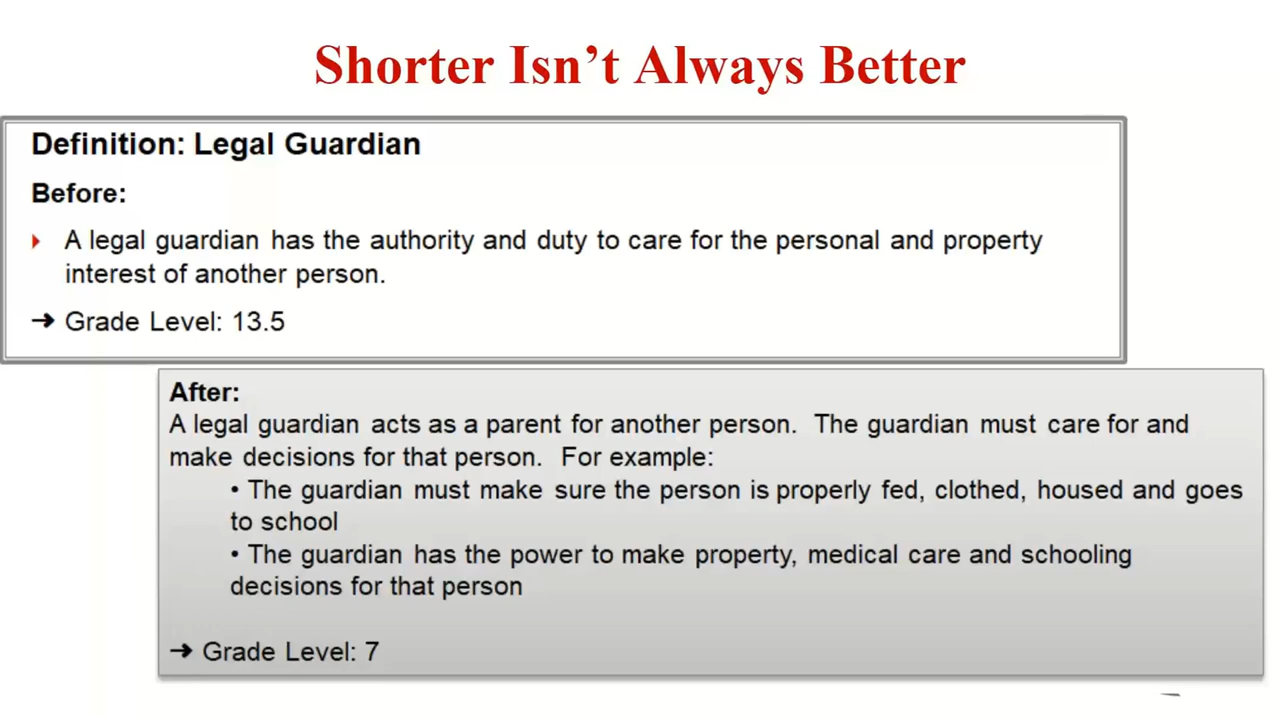 Shorter Isn't Always Better
Definition: Legal Guardian
Before:
A legal guardian has the authority and duty to care for the personal and property
interest of another person.
➔ Grade Level: 13.5
After:
A legal guardian acts as a parent for another person.  The guardian must care for and
make decisions for that person.  For example:
• The guardian must make sure the person is properly fed, clothed, housed and goes
to school
• The guardian has the power to make property, medical care and schooling
decisions for that person
➔ Grade Level: 7